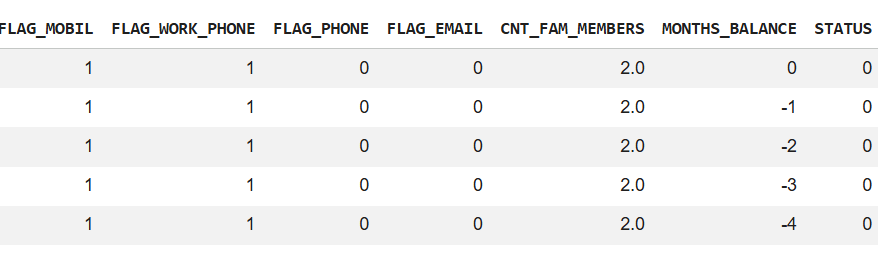 FLAG_MOBIL FLAG_WORK_PHONE FLAG_PHONE FLAG_EMAIL CNT_FAM_MEMBERS MONTHS_BALANCE STATUS
1 1 0 0 2.0 0 0
1 1 0 0 2.0 -1 0
1 1 0 0 2.0 -2 0
1 1 0 0 2.0 -3 0
1 1 0 0 2.0 -4 0